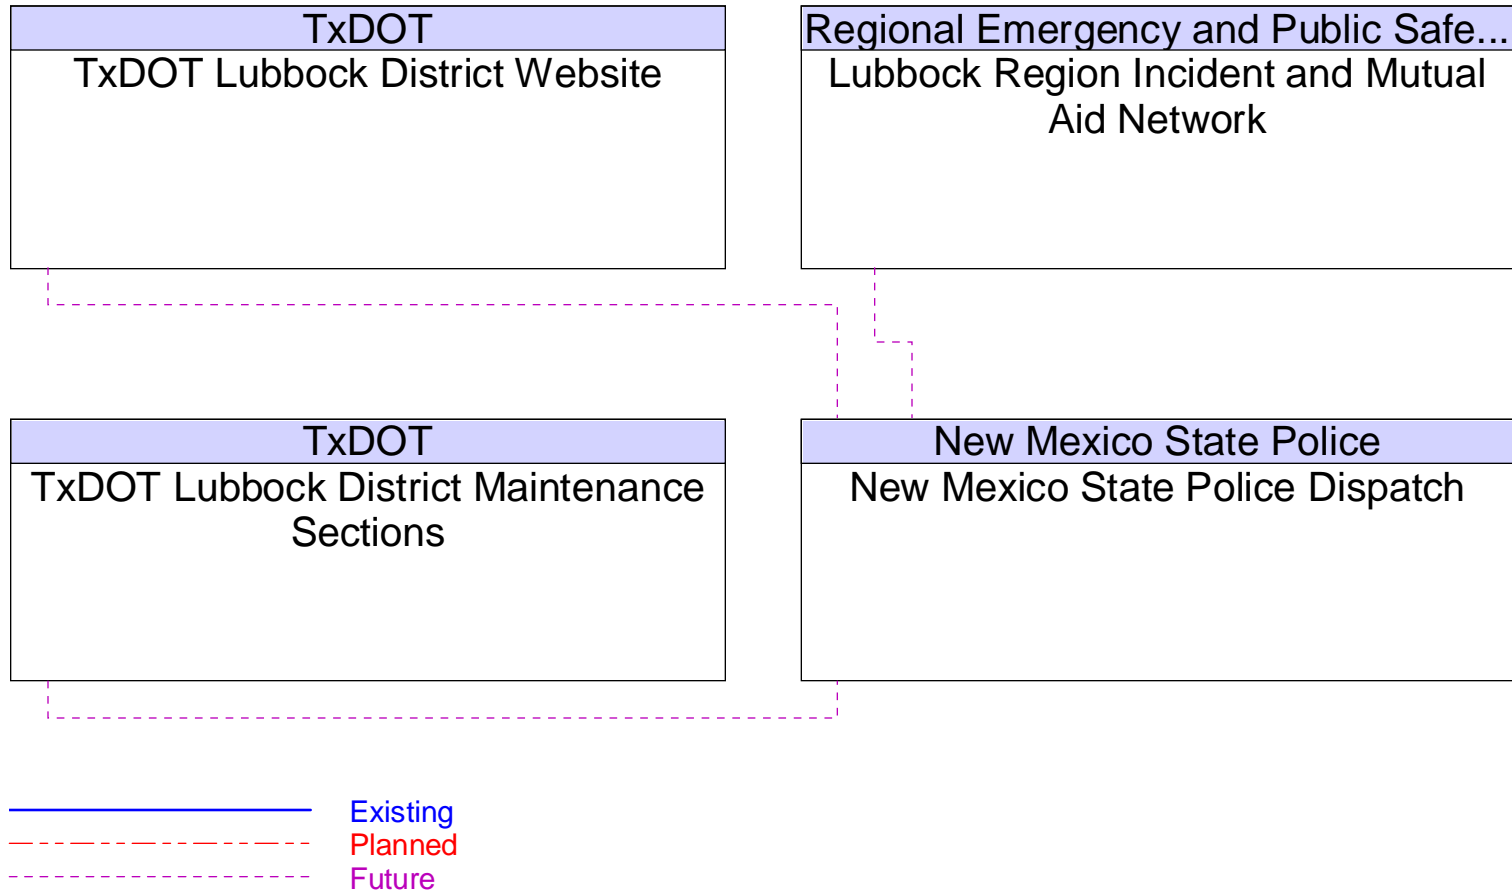 TxDOT
TxDOT Lubbock District Website
Regional Emergency and Public Safe...
Lubbock Region Incident and Mutual
Aid Network
TxDOT
TxDOT Lubbock District Maintenance
Sections
New Mexico State Police
New Mexico State Police Dispatch
Existing
Planned
Future